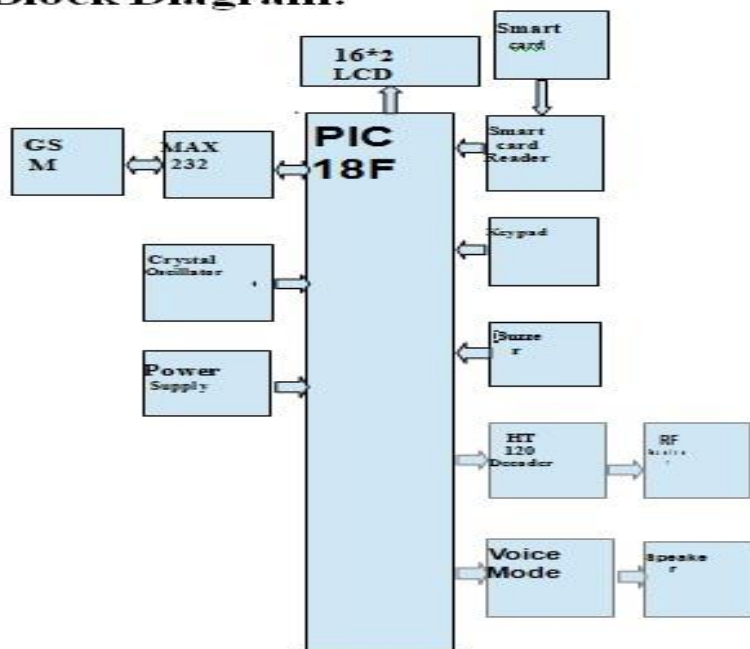 Block Diagram:
16*2
LCD
Smart
card
PIC
18F
Smart
card
Reader
GS
M
MAX
232
Keypad
Crystal
Oscillator
Buzze
r
Power
Supply
HT
120
Decoder
RF
Voice
Mode
Speake
r